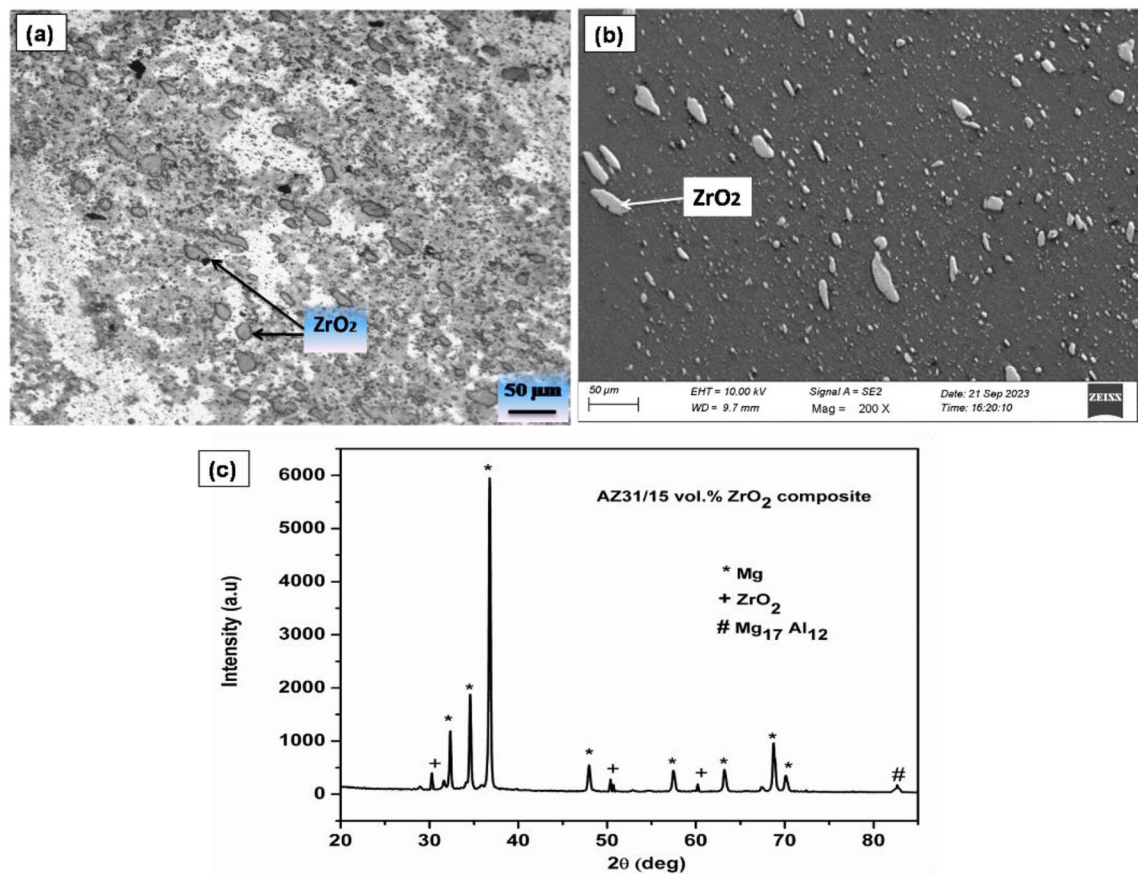 (a)
ZrO₂
50 µm
(b)
ZrO₂
50 µm
EHT = 10.00 kV
Signal A = SE2
Date: 21 Sep 2023
WD = 9.7 mm
Mag = 200 X
Time: 16:20:10
ZEISS
(c)
AZ31/15 vol.% ZrO₂ composite
* Mg
+ ZrO₂
# Mg₁₇ Al₁₂
Intensity (a.u)
6000
5000
4000
3000
2000
1000
0
*
*
*
+
*
+
*
+
*
*
*
#
20
30
40
50
60
70
80
2θ (deg)